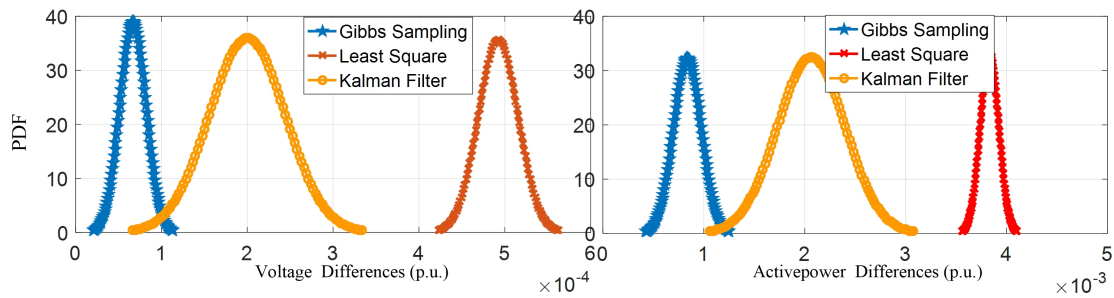 PDF
40
30
20
10
0
Gibbs Sampling
Least Square
Kalman Filter
0 1 2 3 4 5 6
Voltage Differences (p.u.)
×10⁻⁴
40
30
20
10
0
Gibbs Sampling
Least Square
Kalman Filter
0 1 2 3 4 5
Activepower Differences (p.u.)
×10⁻³